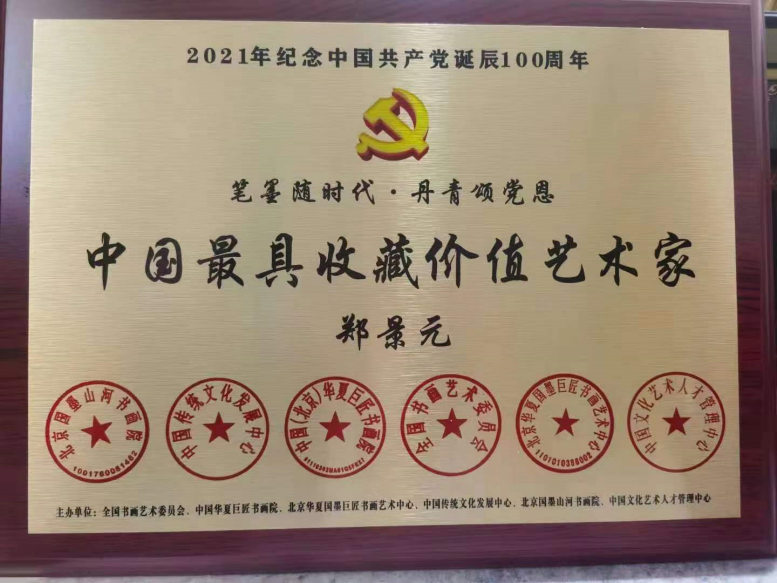 2021年纪念中国共产党诞辰100周年
笔墨随时代·丹青颂党恩
中国最具收藏价值艺术家
郑景元
北京国墨山河书画院
1001760081462
中国传统文化发展中心
中国(北京)华夏巨匠书画院
全国书画艺术委员会
北京华夏国墨巨匠书画艺术中心
中国文化艺术人才管理中心
主办单位：全国书画艺术委员会、中国华夏巨匠书画院、北京华夏国墨巨匠书画艺术中心、中国传统文化发展中心、北京国墨山河书画院、中国文化艺术人才管理中心